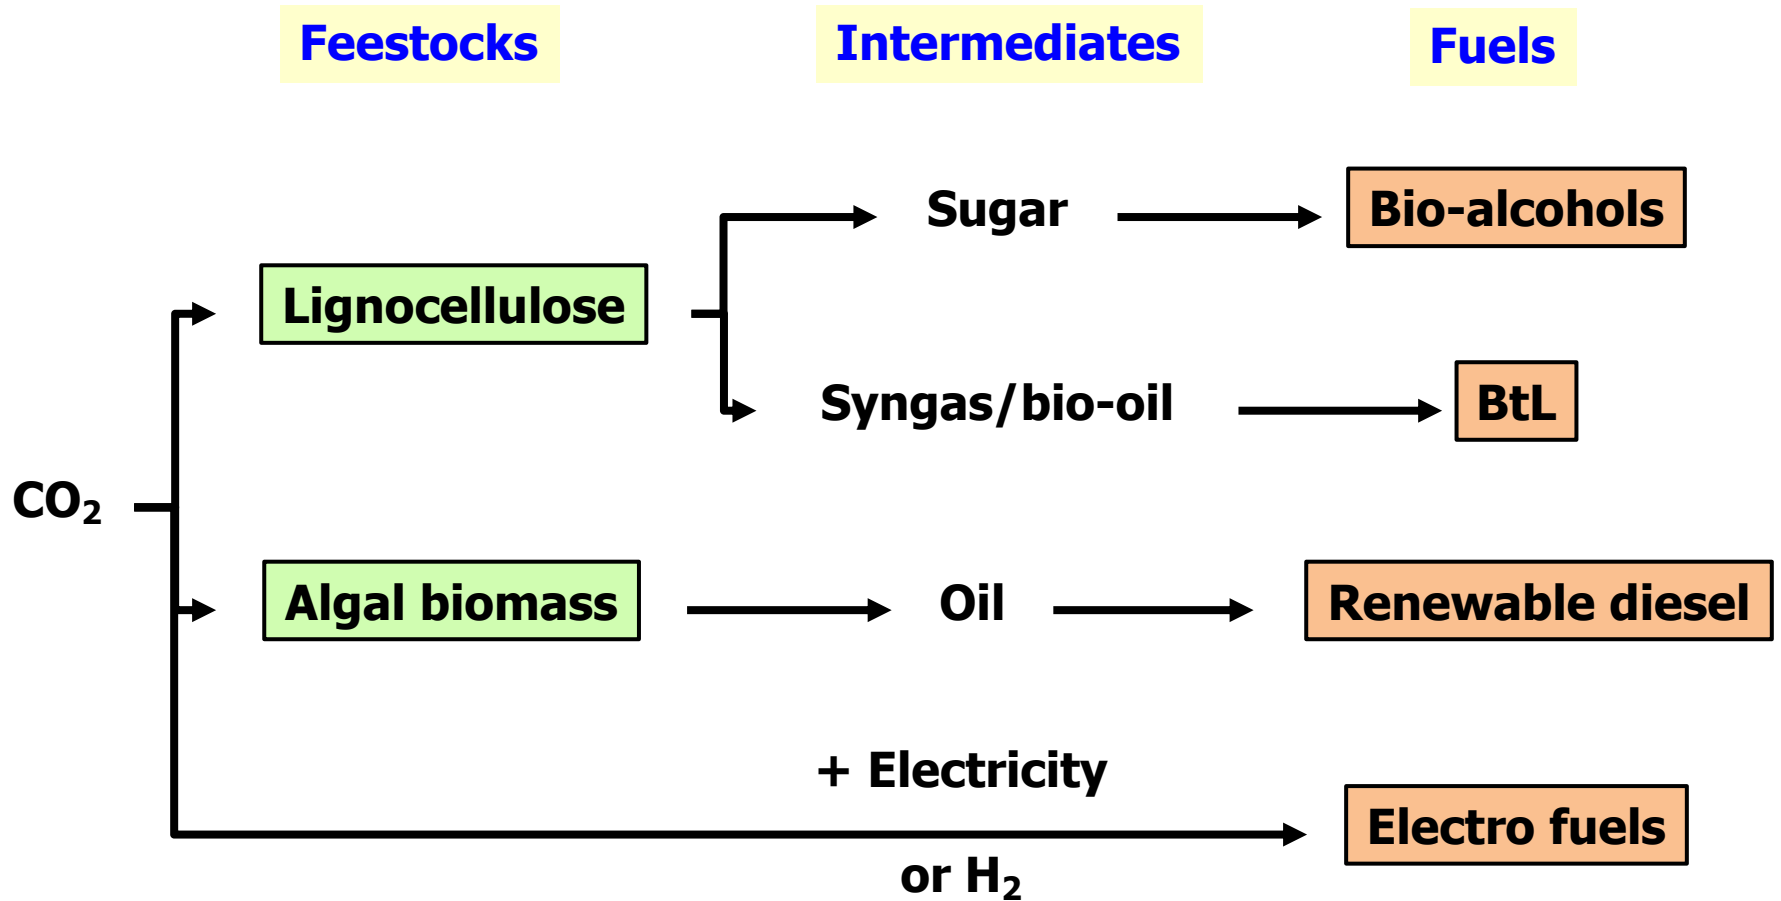 Feestocks
Intermediates
Fuels
Sugar
Bio-alcohols
Lignocellulose
Syngas/bio-oil
BtL
CO₂
Algal biomass
Oil
Renewable diesel
+ Electricity
Electro fuels
or H₂